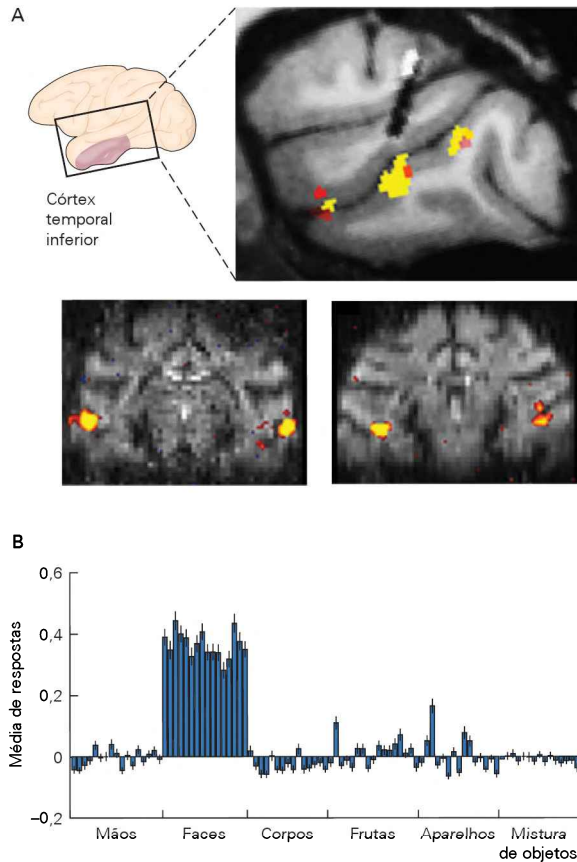 A
Córtex
temporal
inferior
B
Média de respostas
0,6
0,4
0,2
0
–0,2
Mãos Faces Corpos Frutas Aparelhos Mistura
de objetos